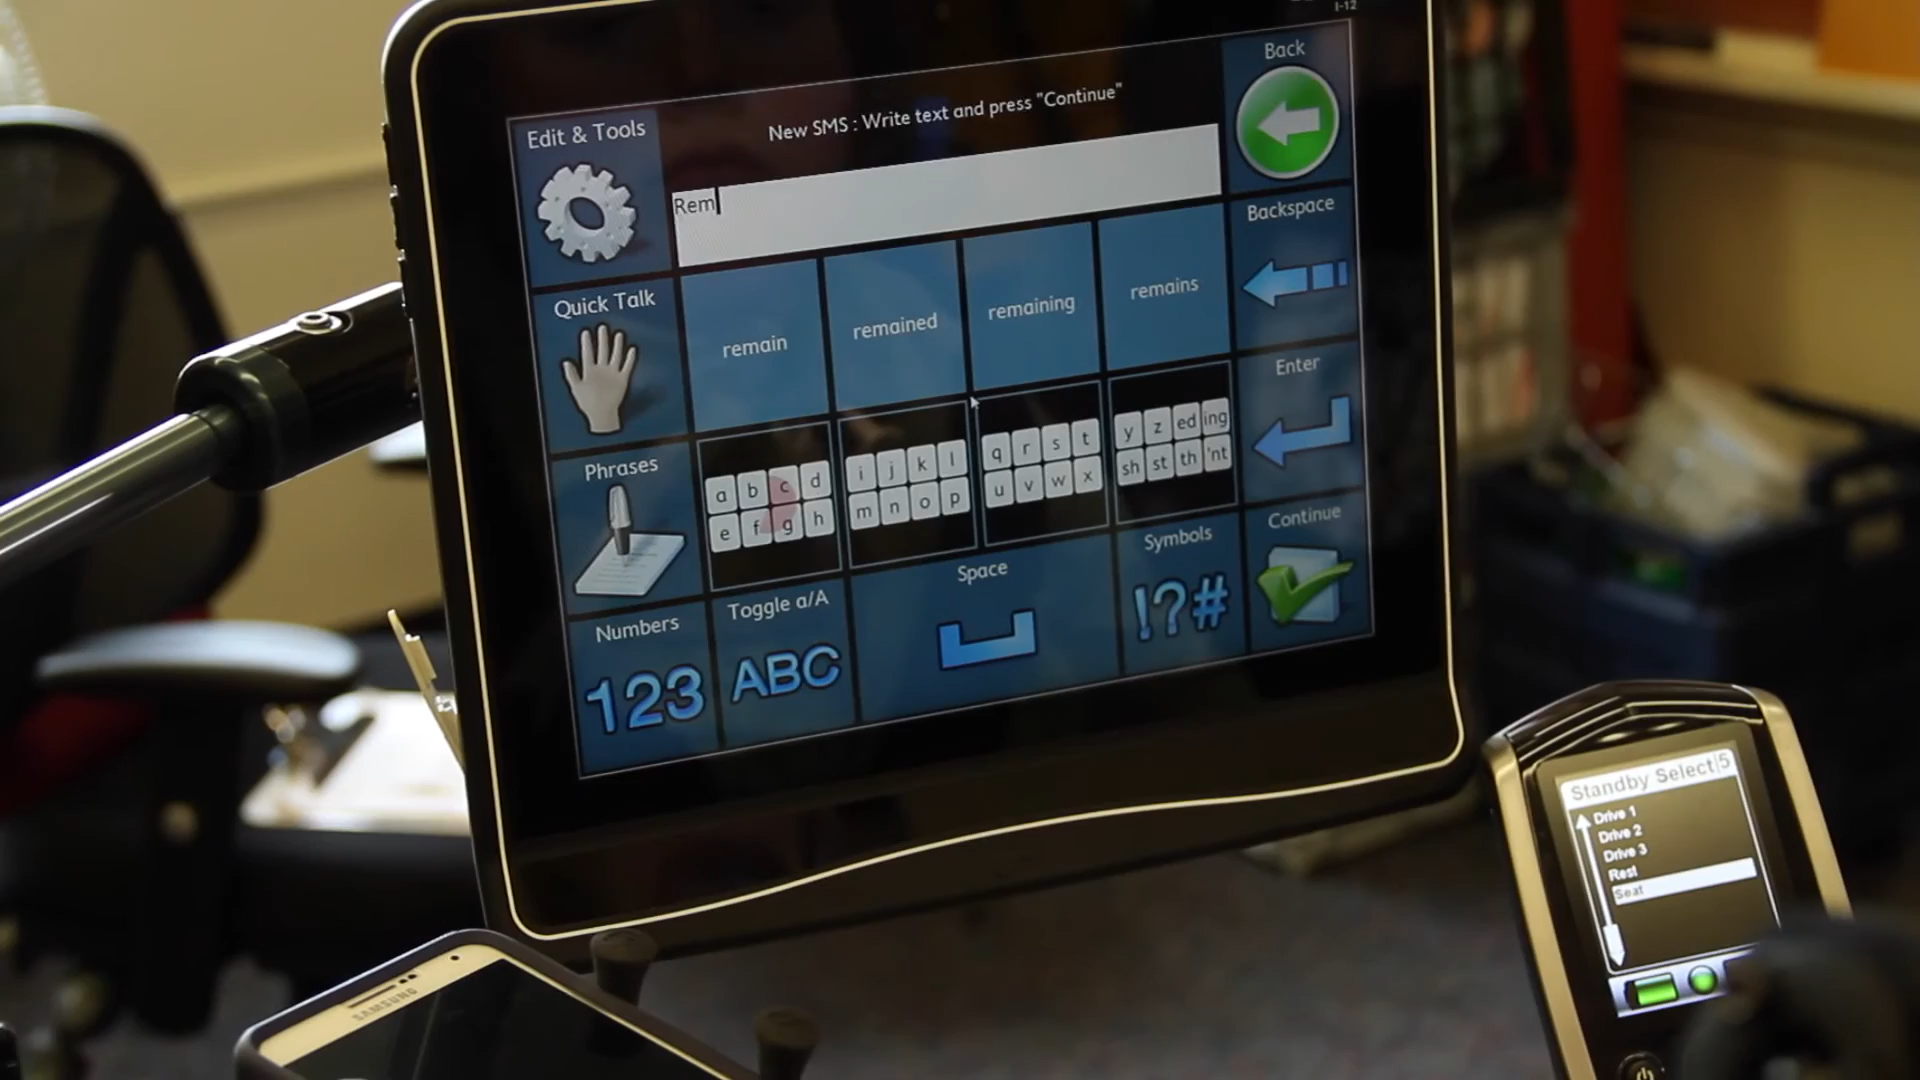 I-12
Back
New SMS : Write text and press "Continue"
Edit & Tools
Rem
Backspace
Quick Talk
remain
remained
remaining
remains
Enter
Phrases
a b c d
e f g h
i j k l
m n o p
q r s t
u v w x
y z ed ing
sh st th 'nt
Continue
Symbols
!?#
Space
Toggle a/A
ABC
Numbers
123
Standby Select 5
Drive 1
Drive 2
Drive 3
Rest
Seat
SAMSUNG